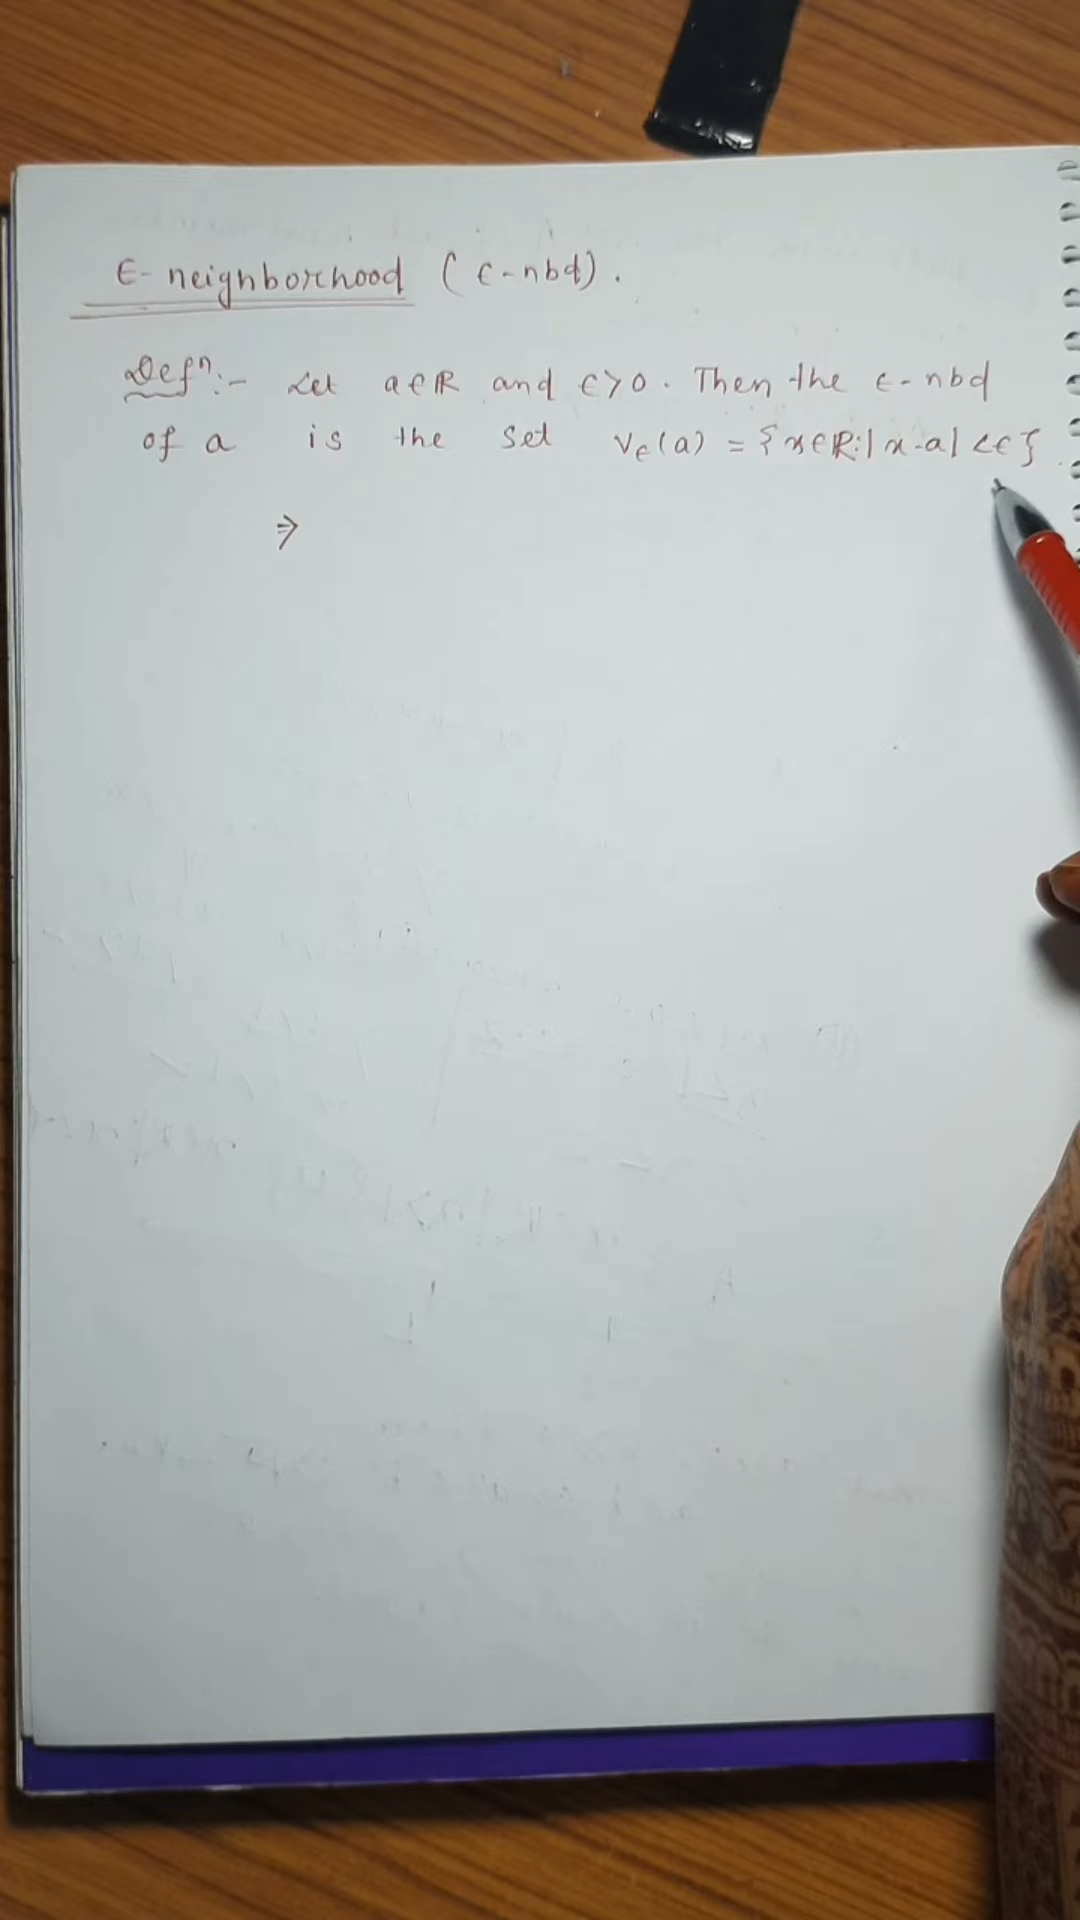 ϵ- neighborhood (ϵ-nbd).
Defⁿ:- Let a∈ℝ and ϵ>0. Then the ϵ-nbd
of a is the set Vϵ(a) = {x∈ℝ:|x-a|<ϵ}
⇒